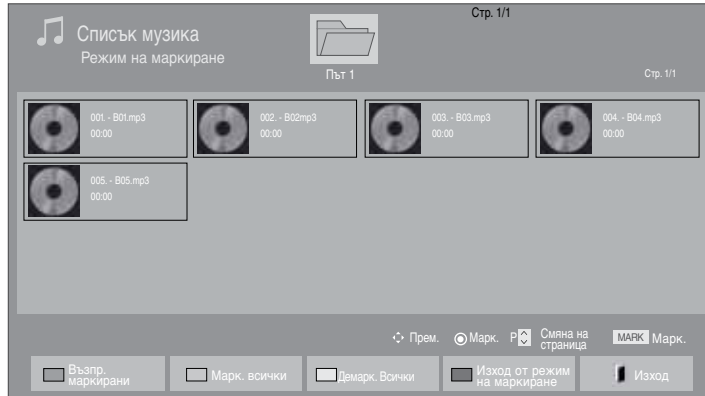 Стр. 1/1
Списък музика
Режим на маркиране
Път 1
Стр. 1/1
001. - B01.mp3
00:00
002. - B02mp3
00:00
003. - B03.mp3
00:00
004. - B04.mp3
00:00
005. - B05.mp3
00:00
Прем.
Марк.
P
Смяна на
страница
MARK Марк.
Възпр.
маркирани
Марк. всички
Демарк. Всички
Изход от режим
на маркиране
Изход